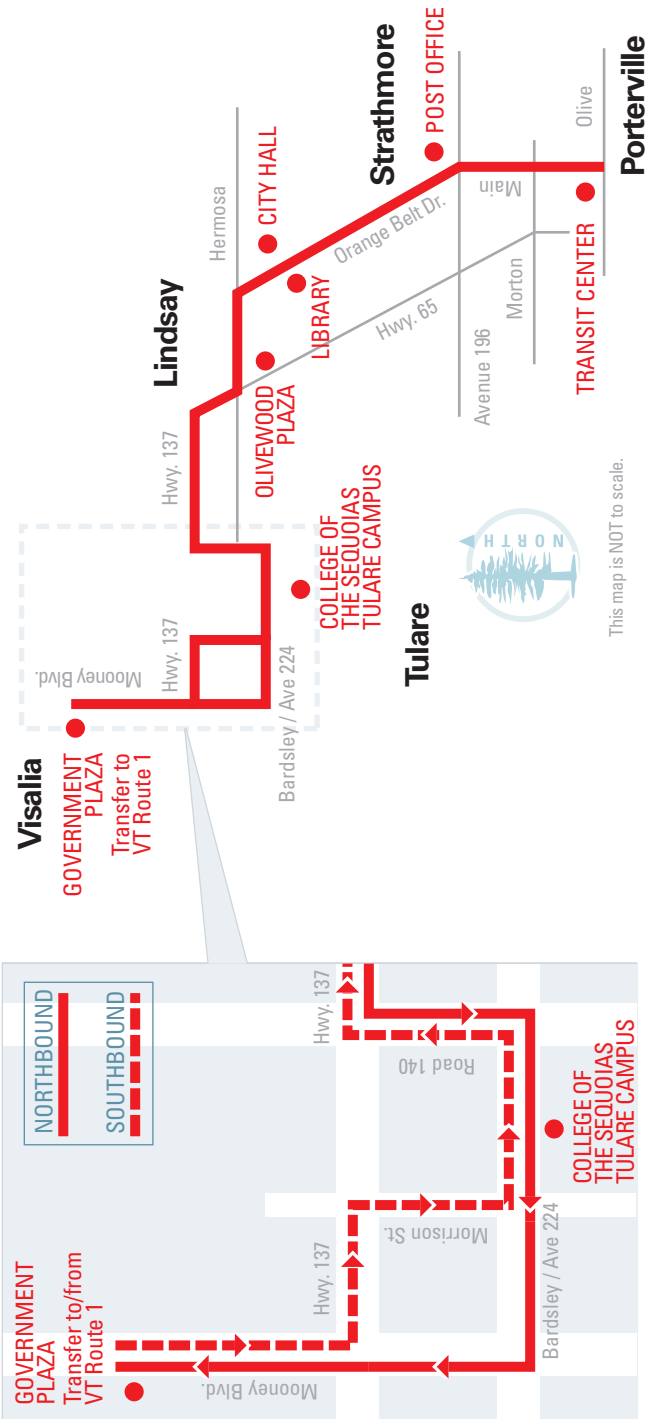 GOVERNMENT
PLAZA
Transfer to/from
VT Route 1
NORTHBOUND
SOUTHBOUND
Mooney Blvd.
Hwy. 137
Morrison St.
Road 140
Hwy. 137
Bardsley / Ave 224
COLLEGE OF
THE SEQUOIAS
TULARE CAMPUS
Visalia
GOVERNMENT
PLAZA
Transfer to
VT Route 1
Mooney Blvd.
Hwy. 137
Bardsley / Ave 224
COLLEGE OF
THE SEQUOIAS
TULARE CAMPUS
Tulare
Hwy. 137
Lindsay
Hermosa
OLIVEWOOD
PLAZA
LIBRARY
CITY HALL
Orange Belt Dr.
Hwy. 65
Strathmore
POST OFFICE
Avenue 196
Main
Morton
Olive
TRANSIT CENTER
Porterville
NORTH
This map is NOT to scale.